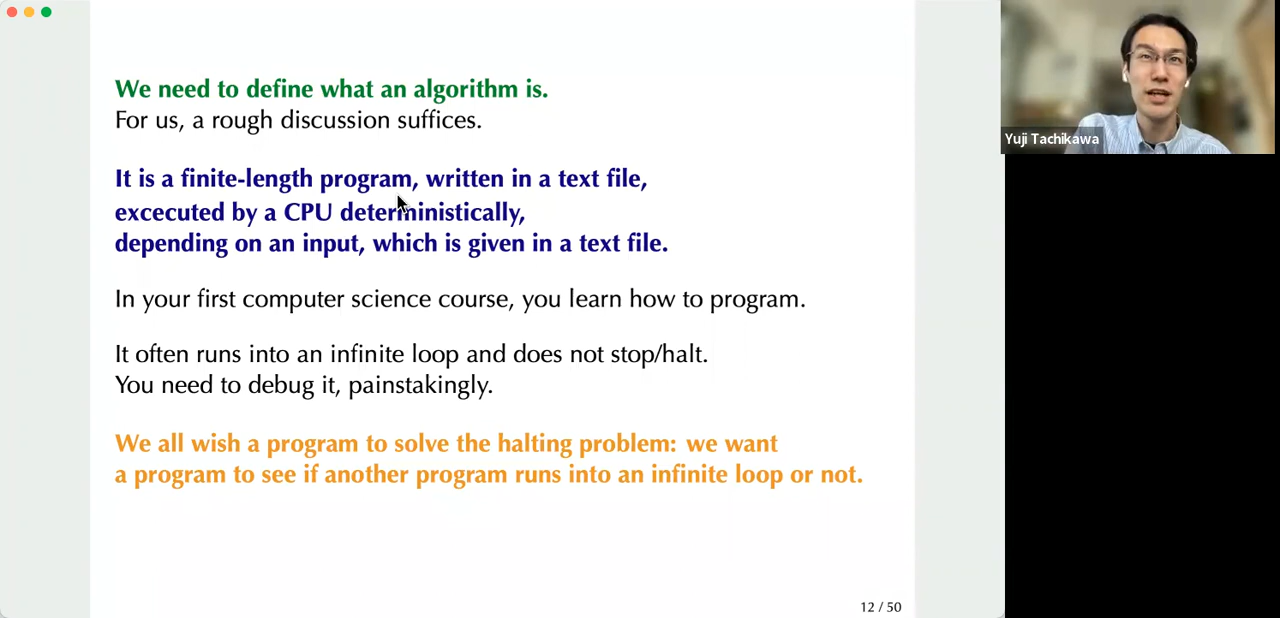 We need to define what an algorithm is.
For us, a rough discussion suffices.
It is a finite-length program, written in a text file,
excecuted by a CPU deterministically,
depending on an input, which is given in a text file.
In your first computer science course, you learn how to program.
It often runs into an infinite loop and does not stop/halt.
You need to debug it, painstakingly.
We all wish a program to solve the halting problem: we want
a program to see if another program runs into an infinite loop or not.
12 / 50
Yuji Tachikawa